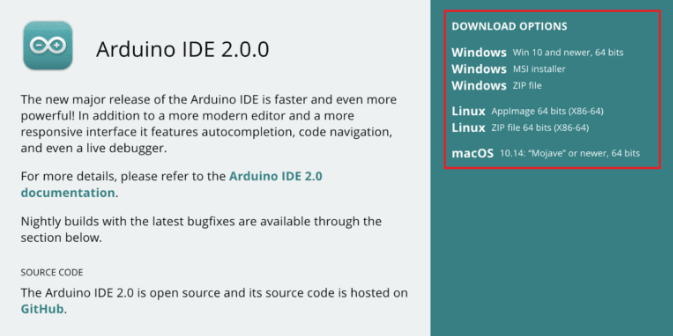 Arduino IDE 2.0.0
The new major release of the Arduino IDE is faster and even more
powerful! In addition to a more modern editor and a more
responsive interface it features autocompletion, code navigation,
and even a live debugger.
For more details, please refer to the Arduino IDE 2.0
documentation.
Nightly builds with the latest bugfixes are available through the
section below.
SOURCE CODE
The Arduino IDE 2.0 is open source and its source code is hosted on
GitHub.
DOWNLOAD OPTIONS
Windows Win 10 and newer, 64 bits
Windows MSI installer
Windows ZIP file
Linux AppImage 64 bits (X86-64)
Linux ZIP file 64 bits (X86-64)
macOS 10.14: “Mojave” or newer, 64 bits